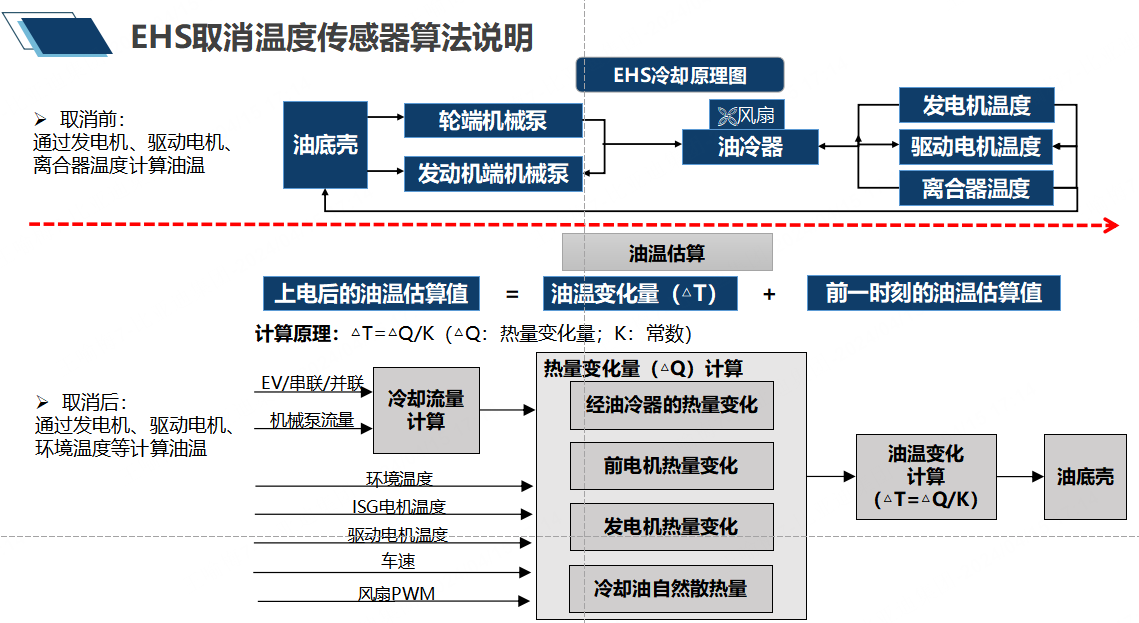 EHS取消温度传感器算法说明
EHS冷却原理图
取消前：
通过发电机、驱动电机、
离合器温度计算油温
油底壳
轮端机械泵
发动机端机械泵
风扇
油冷器
发电机温度
驱动电机温度
离合器温度
油温估算
上电后的油温估算值 = 油温变化量（△T） + 前一时刻的油温估算值
计算原理：△T=△Q/K（△Q：热量变化量；K：常数）
取消后：
通过发电机、驱动电机、
环境温度等计算油温
EV/串联/并联
机械泵流量
冷却流量
计算
环境温度
ISG电机温度
驱动电机温度
车速
风扇PWM
热量变化量（△Q）计算
经油冷器的热量变化
前电机热量变化
发电机热量变化
冷却油自然散热量
油温变化
计算
（△T=△Q/K）
油底壳